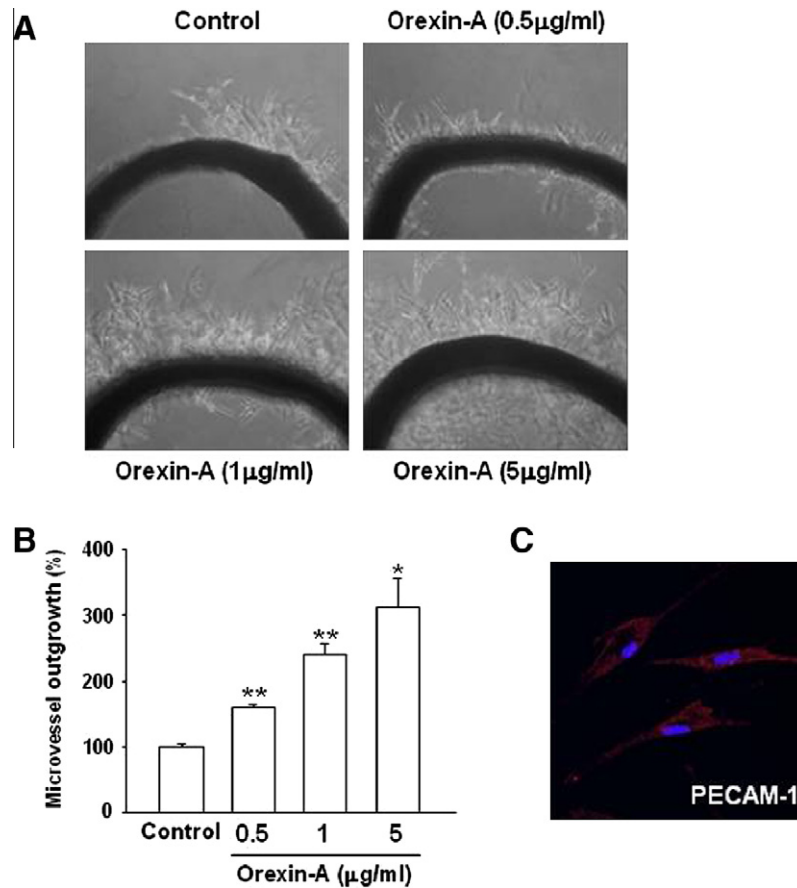 A
Control
Orexin-A (0.5µg/ml)
Orexin-A (1µg/ml)
Orexin-A (5µg/ml)
B
Microvessel outgrowth (%)
400
300
200
100
0
**
**
*
Control
0.5
1
5
Orexin-A (µg/ml)
C
PECAM-1